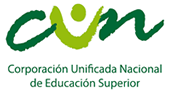 cun
Corporación Unificada Nacional
de Educación Superior